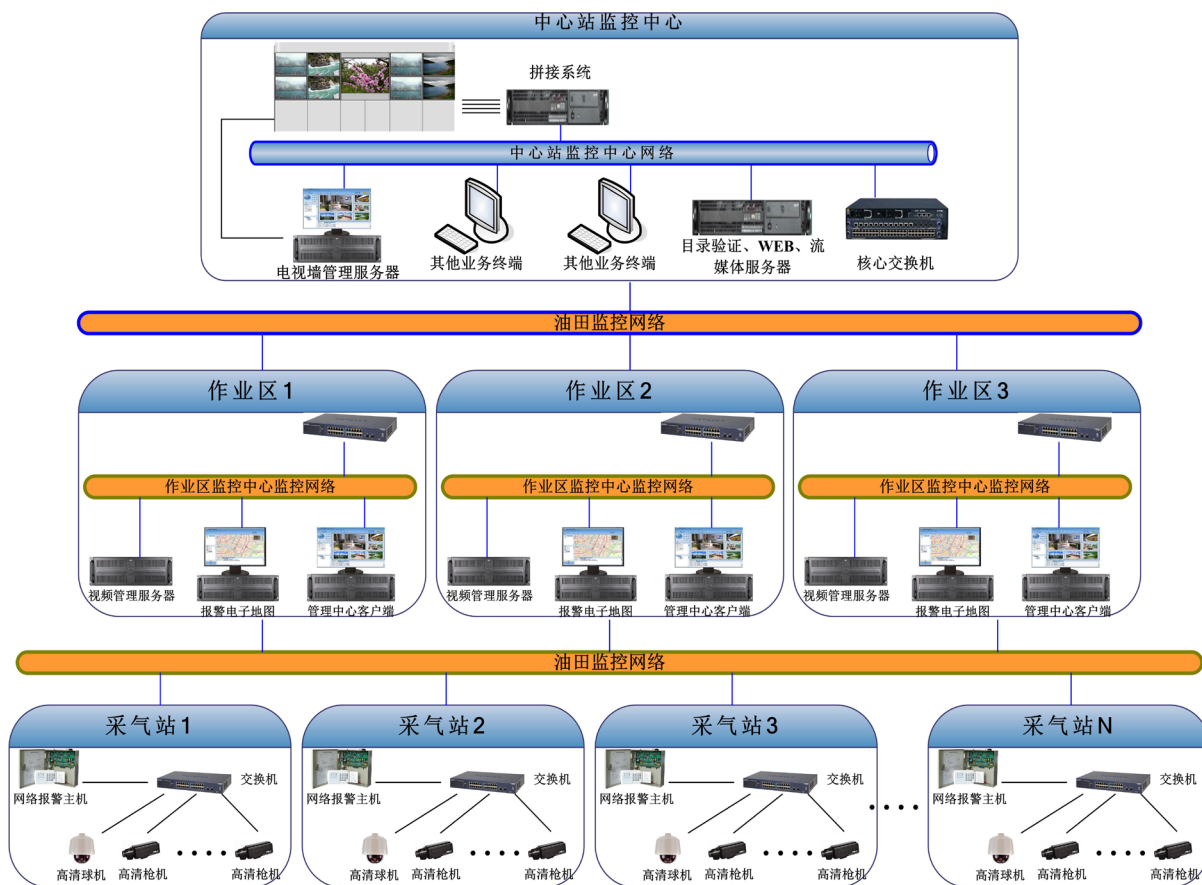 中心站监控中心
拼接系统
中心站监控中心网络
电视墙管理服务器
其他业务终端
其他业务终端
目录验证、WEB、流
媒体服务器
核心交换机
油田监控网络
作业区1
作业区2
作业区3
作业区监控中心监控网络
作业区监控中心监控网络
作业区监控中心监控网络
视频管理服务器
报警电子地图
管理中心客户端
视频管理服务器
报警电子地图
管理中心客户端
视频管理服务器
报警电子地图
管理中心客户端
油田监控网络
采气站1
采气站2
采气站3
采气站N
网络报警主机
交换机
网络报警主机
交换机
网络报警主机
交换机
网络报警主机
交换机
高清球机
高清枪机
高清枪机
高清球机
高清枪机
高清枪机
高清球机
高清枪机
高清枪机
高清球机
高清枪机
高清枪机